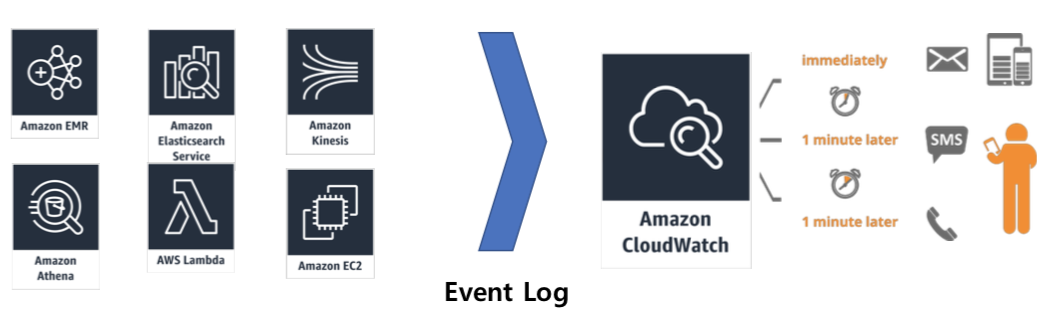 Amazon EMR
Amazon
Elasticsearch
Service
Amazon
Kinesis
Amazon
Athena
AWS Lambda
Amazon EC2
Event Log
Amazon
CloudWatch
immediately
1 minute later
1 minute later
SMS